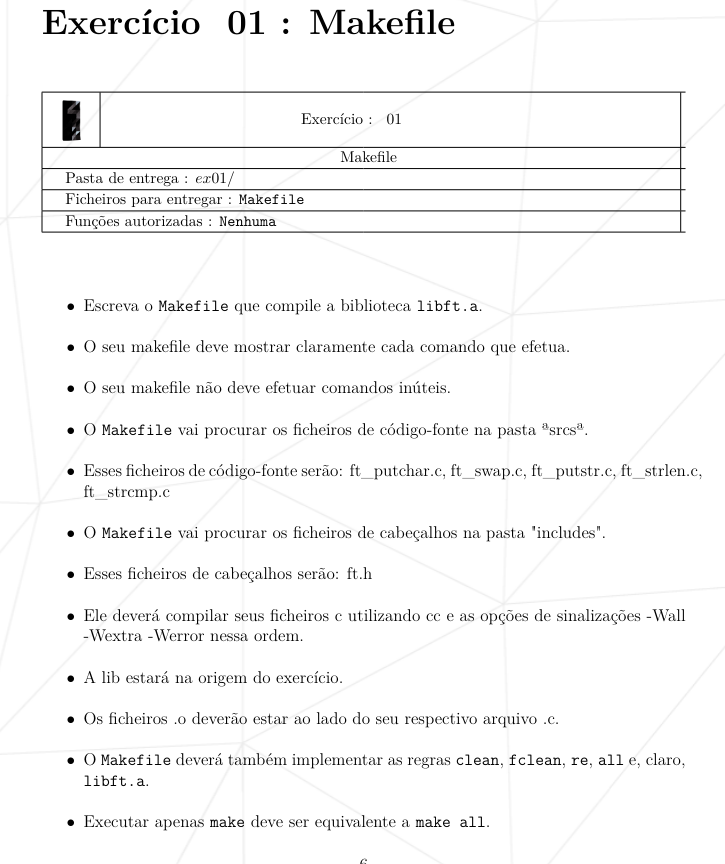 Exercício 01 : Makefile
Exercício : 01
Makefile
Pasta de entrega : ex01/
Ficheiros para entregar : Makefile
Funções autorizadas : Nenhuma
• Escreva o Makefile que compile a biblioteca libft.a.
• O seu makefile deve mostrar claramente cada comando que efetua.
• O seu makefile não deve efetuar comandos inúteis.
• O Makefile vai procurar os ficheiros de código-fonte na pasta ªsrcsª.
• Esses ficheiros de código-fonte serão: ft_putchar.c, ft_swap.c, ft_putstr.c, ft_strlen.c,
ft_strcmp.c
• O Makefile vai procurar os ficheiros de cabeçalhos na pasta "includes".
• Esses ficheiros de cabeçalhos serão: ft.h
• Ele deverá compilar seus ficheiros c utilizando cc e as opções de sinalizações -Wall
-Wextra -Werror nessa ordem.
• A lib estará na origem do exercício.
• Os ficheiros .o deverão estar ao lado do seu respectivo arquivo .c.
• O Makefile deverá também implementar as regras clean, fclean, re, all e, claro,
libft.a.
• Executar apenas make deve ser equivalente a make all.